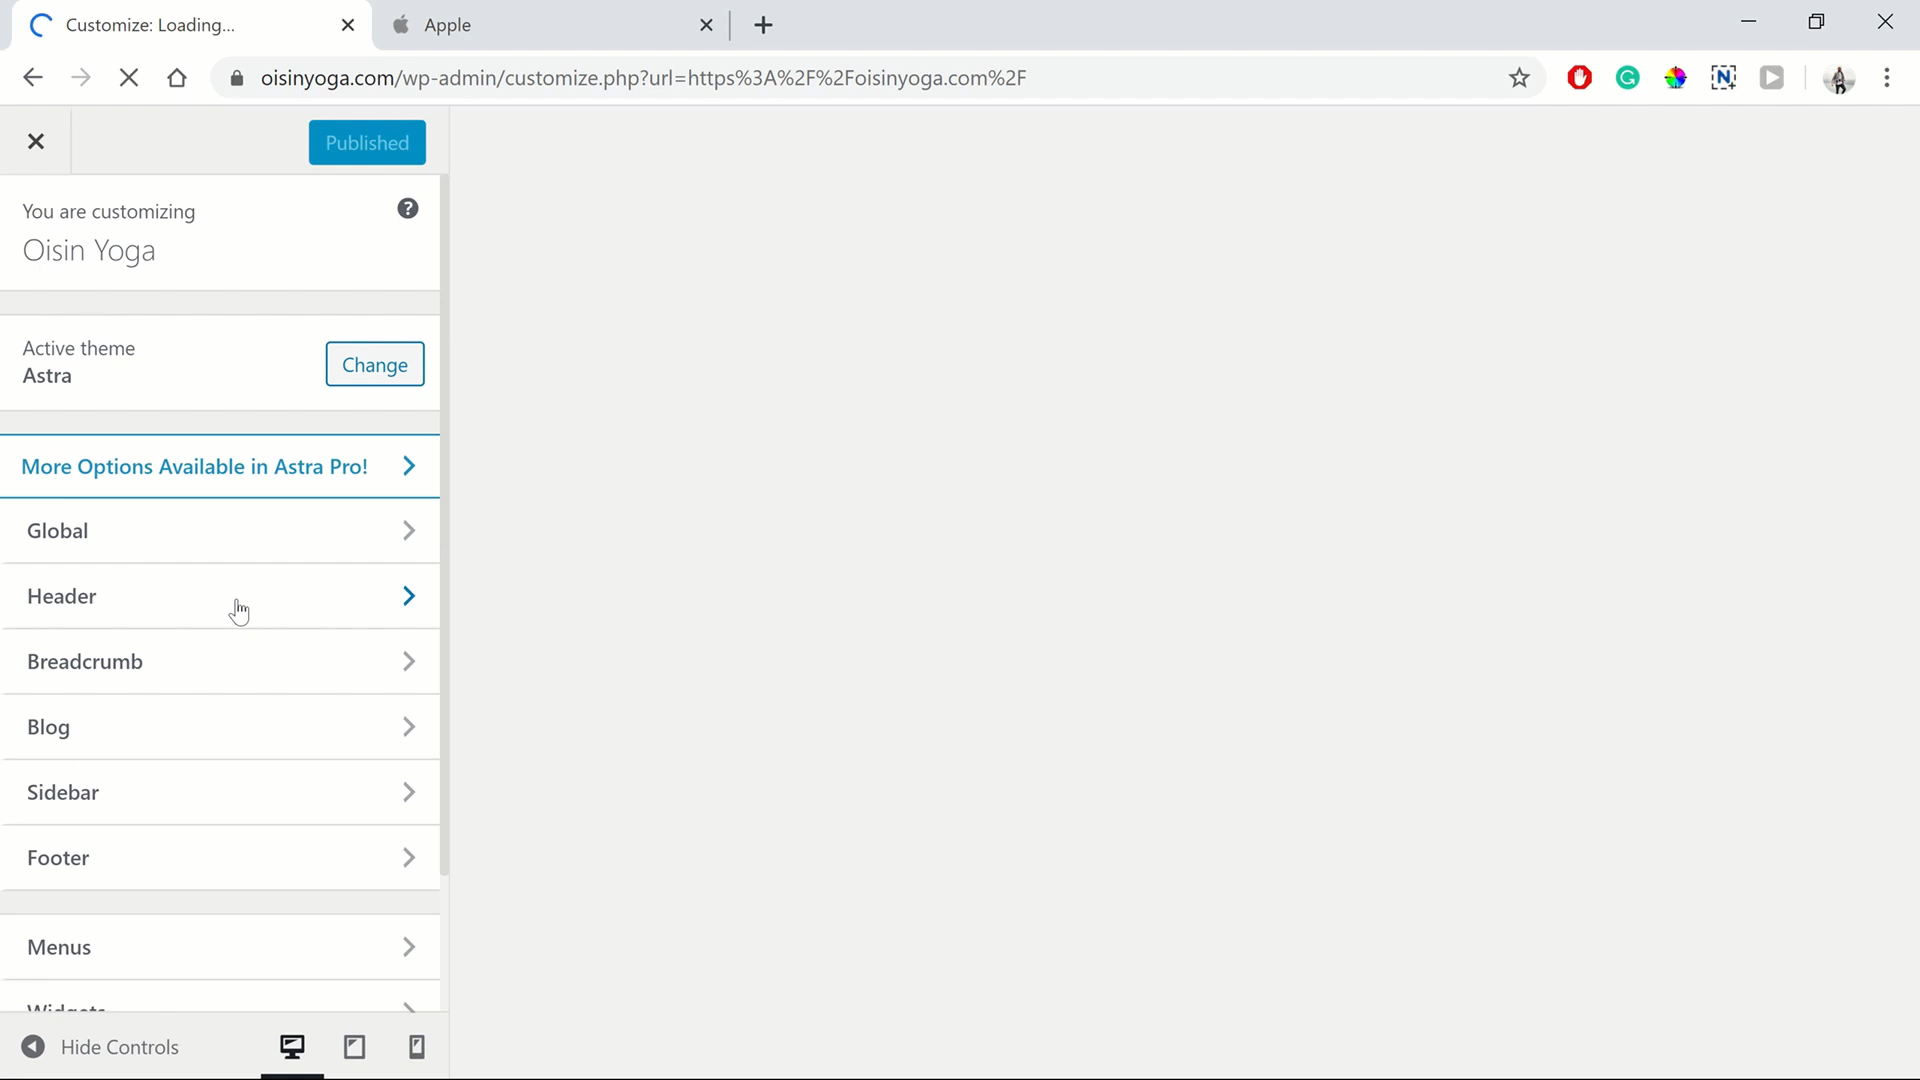 Customize: Loading...
Apple
oisinyoga.com/wp-admin/customize.php?url=https%3A%2F%2Foisinyoga.com%2F
Published
You are customizing
Oisin Yoga
Active theme
Astra
Change
More Options Available in Astra Pro!
Global
Header
Breadcrumb
Blog
Sidebar
Footer
Menus
Widgets
Hide Controls